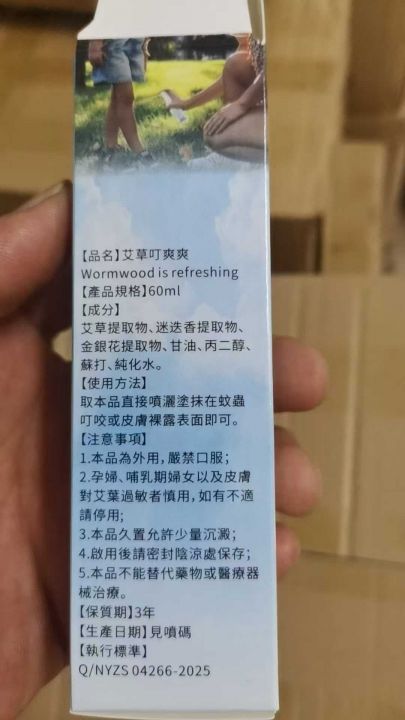 【品名】艾草叮爽爽
Wormwood is refreshing
【產品規格】60ml
【成分】
艾草提取物、迷迭香提取物、
金銀花提取物、甘油、丙二醇、
蘇打、純化水。
【使用方法】
取本品直接噴灑塗抹在蚊蟲
叮咬或皮膚裸露表面即可。
【注意事項】
1.本品為外用，嚴禁口服；
2.孕婦、哺乳期婦女以及皮膚
對艾葉過敏者慎用，如有不適
請停用；
3.本品久置允許少量沉澱；
4.啟用後請密封陰涼處保存；
5.本品不能替代藥物或醫療器
械治療。
【保質期】3年
【生產日期】見噴碼
【執行標準】
Q/NYZS 04266-2025